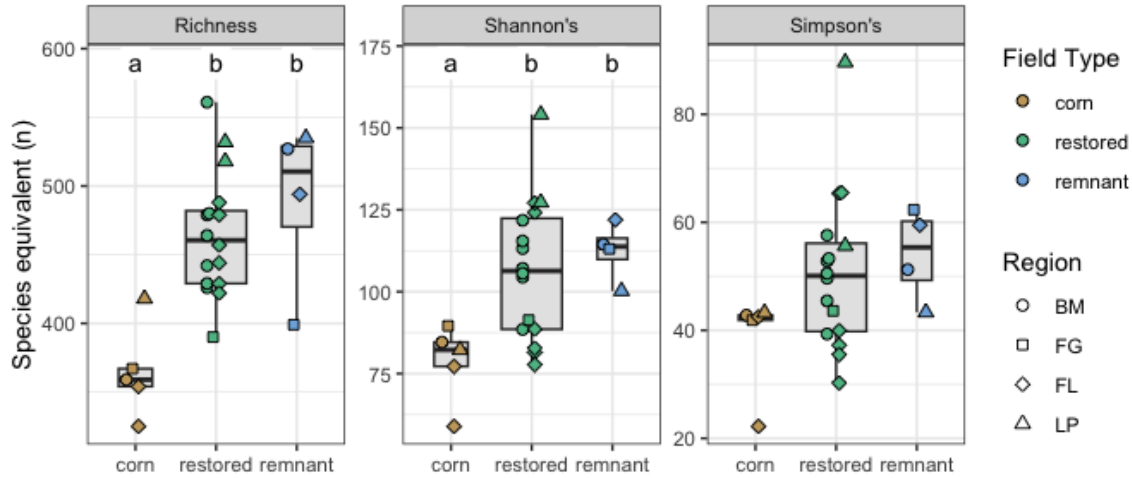 Richness
Shannon's
Simpson's
Species equivalent (n)
600
500
400
a
b
b
corn
restored
remnant
175
150
125
100
75
a
b
b
corn
restored
remnant
80
60
40
20
corn
restored
remnant
Field Type
corn
restored
remnant
Region
BM
FG
FL
LP